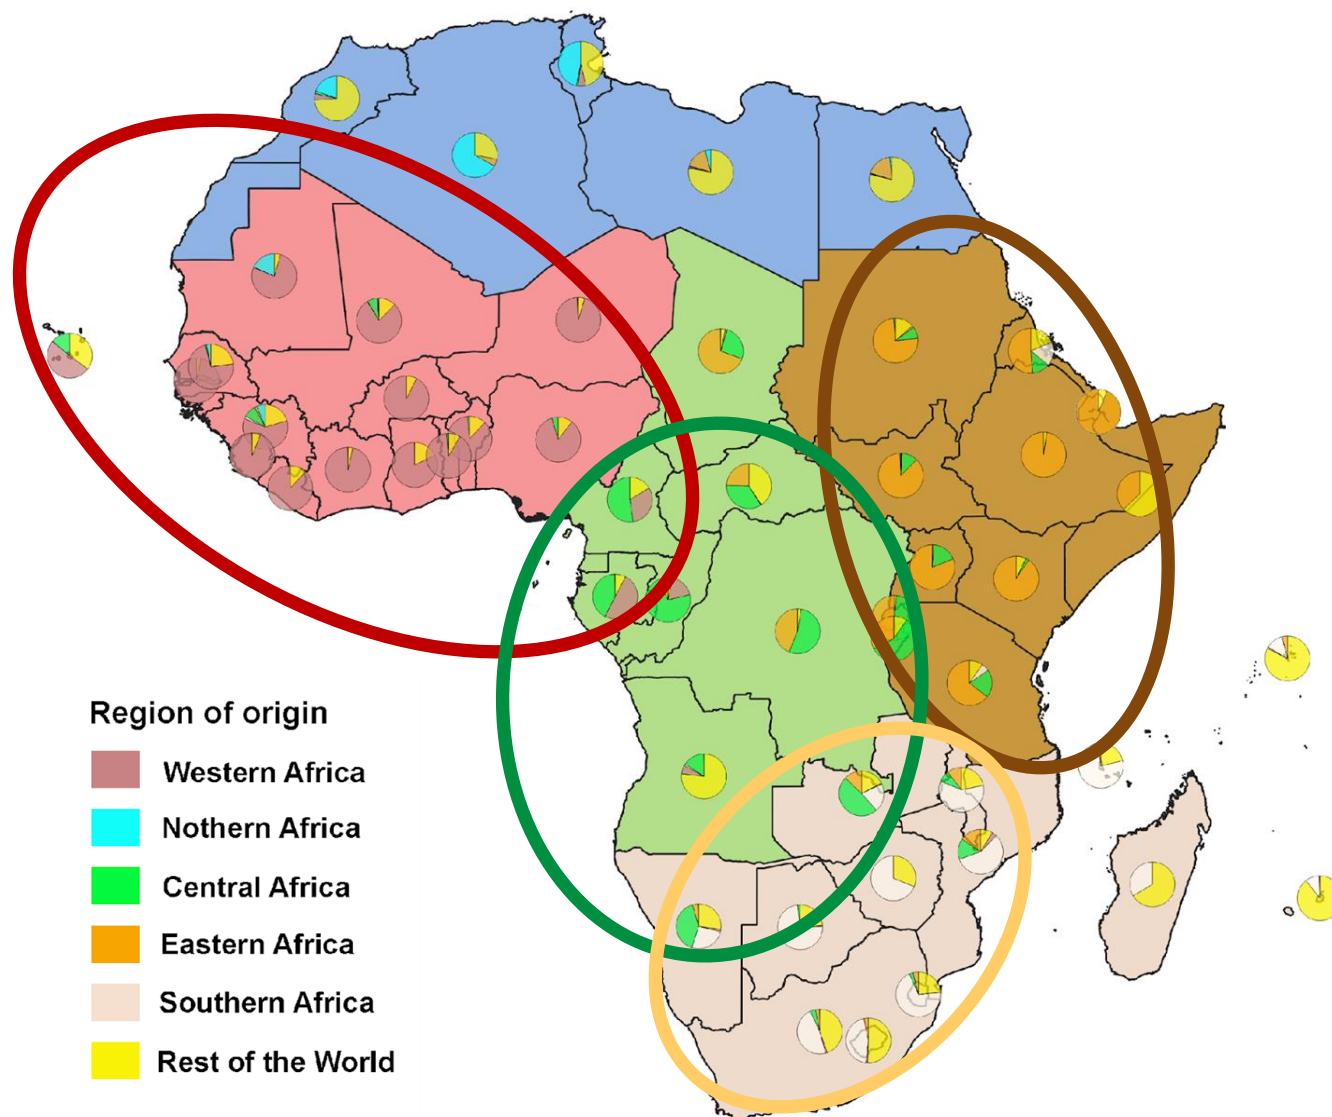 Region of origin
Western Africa
Nothern Africa
Central Africa
Eastern Africa
Southern Africa
Rest of the World